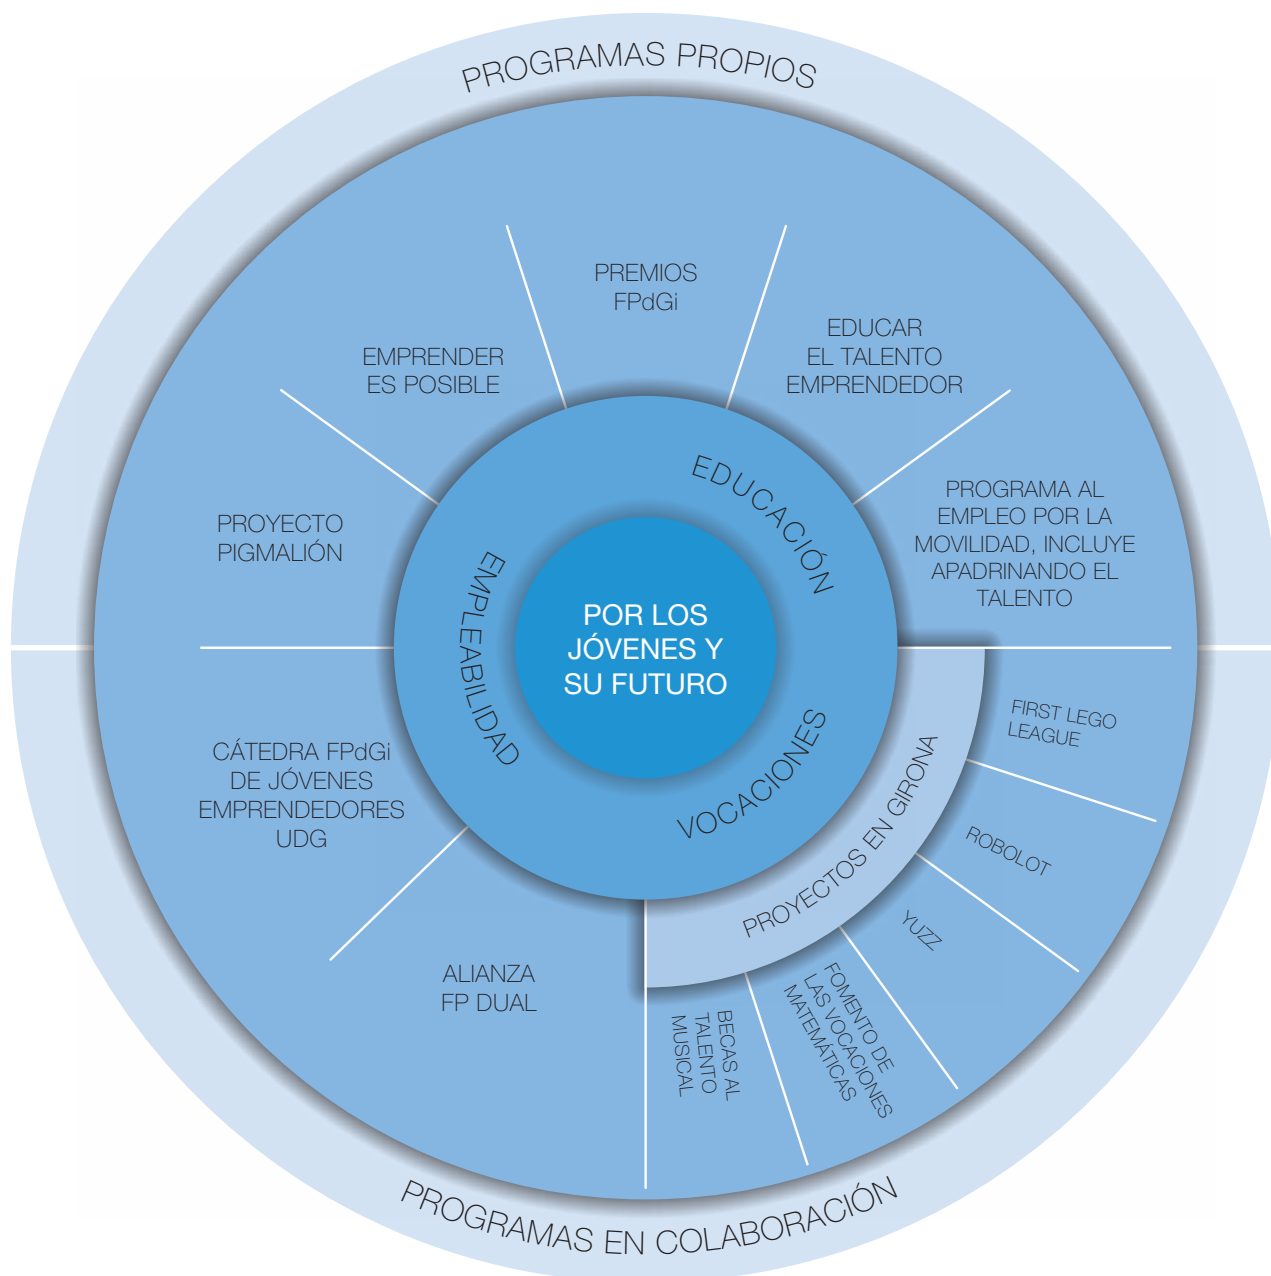 PROGRAMAS PROPIOS
PREMIOS
FPdGi
EDUCAR
EL TALENTO
EMPRENDEDOR
EMPRENDER
ES POSIBLE
PROGRAMA AL
EMPLEO POR LA
MOVILIDAD, INCLUYE
APADRINANDO EL
TALENTO
PROYECTO
PIGMALIÓN
EDUCACIÓN
EMPLEABILIDAD
VOCACIONES
POR LOS
JÓVENES Y
SU FUTURO
CÁTEDRA FPdGi
DE JÓVENES
EMPRENDEDORES
UDG
ALIANZA
FP DUAL
PROYECTOS EN GIRONA
FIRST LEGO
LEAGUE
ROBOLOT
YUZZ
FOMENTO DE
LAS VOCACIONES
MATEMÁTICAS
BECAS AL
TALENTO
MUSICAL
PROGRAMAS EN COLABORACIÓN